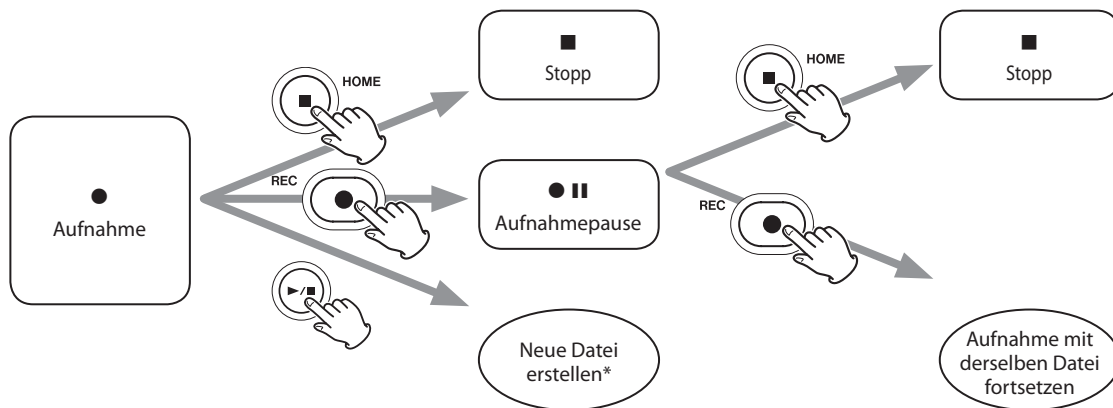 Aufnahme
HOME
REC
Stopp
Aufnahmepause
Neue Datei
erstellen*
HOME
REC
Stopp
Aufnahme mit
derselben Datei
fortsetzen